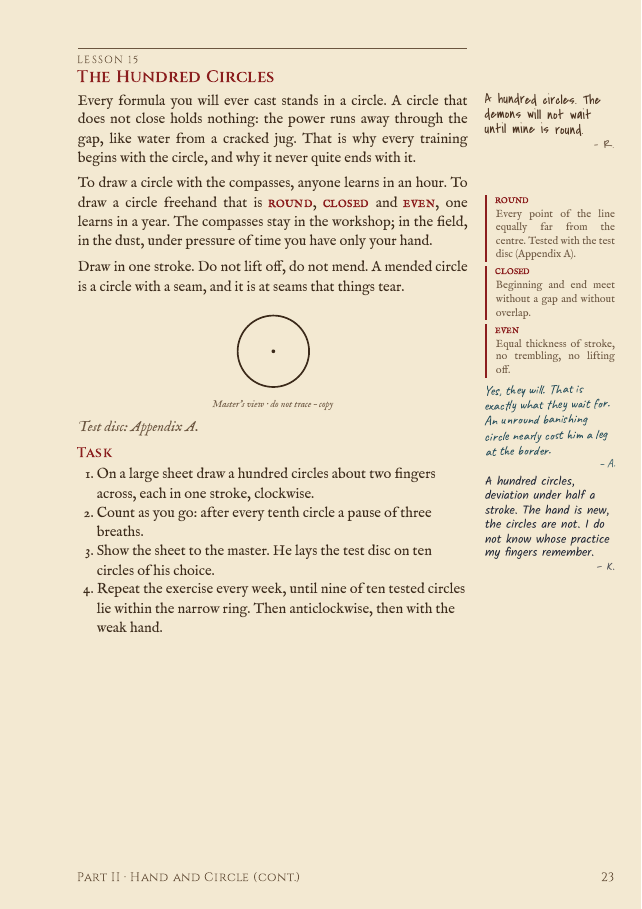 LESSON 15
THE HUNDRED CIRCLES
Every formula you will ever cast stands in a circle. A circle that
does not close holds nothing: the power runs away through the
gap, like water from a cracked jug. That is why every training
begins with the circle, and why it never quite ends with it.
To draw a circle with the compasses, anyone learns in an hour. To
draw a circle freehand that is ROUND, CLOSED and EVEN, one
learns in a year. The compasses stay in the workshop; in the field,
in the dust, under pressure of time you have only your hand.
Draw in one stroke. Do not lift off, do not mend. A mended circle
is a circle with a seam, and it is at seams that things tear.
Master's view · do not trace – copy
Test disc: Appendix A.
TASK
1. On a large sheet draw a hundred circles about two fingers
across, each in one stroke, clockwise.
2. Count as you go: after every tenth circle a pause of three
breaths.
3. Show the sheet to the master. He lays the test disc on ten
circles of his choice.
4. Repeat the exercise every week, until nine of ten tested circles
lie within the narrow ring. Then anticlockwise, then with the
weak hand.
A hundred circles. The
demons will not wait
until mine is round.
– R.
ROUND
Every point of the line
equally far from the
centre. Tested with the test
disc (Appendix A).
CLOSED
Beginning and end meet
without a gap and without
overlap.
EVEN
Equal thickness of stroke,
no trembling, no lifting
off.
Yes, they will. That is
exactly what they wait for.
An unround banishing
circle nearly cost him a leg
at the border.
– A.
A hundred circles,
deviation under half a
stroke. The hand is new,
the circles are not. I do
not know whose practice
my fingers remember.
– K.
PART II · HAND AND CIRCLE (CONT.)
23